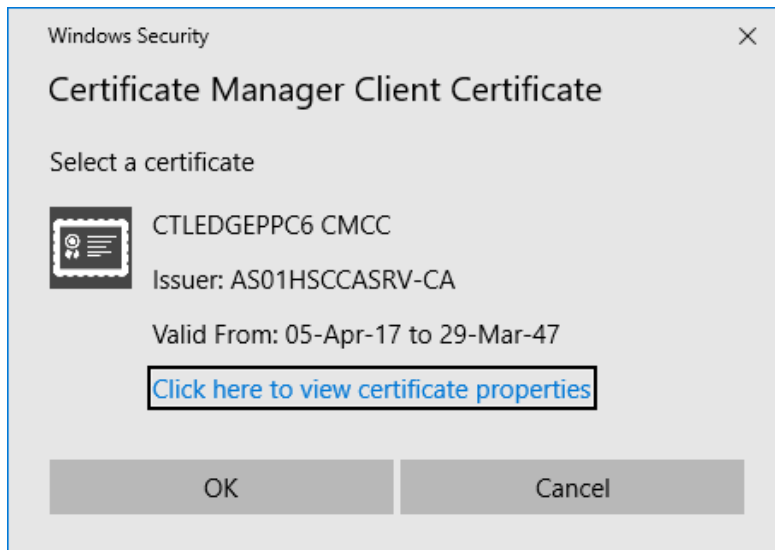 Windows Security
Certificate Manager Client Certificate
Select a certificate
CTLEDGEPPC6 CMCC
Issuer: AS01HSCCASRV-CA
Valid From: 05-Apr-17 to 29-Mar-47
Click here to view certificate properties
OK
Cancel